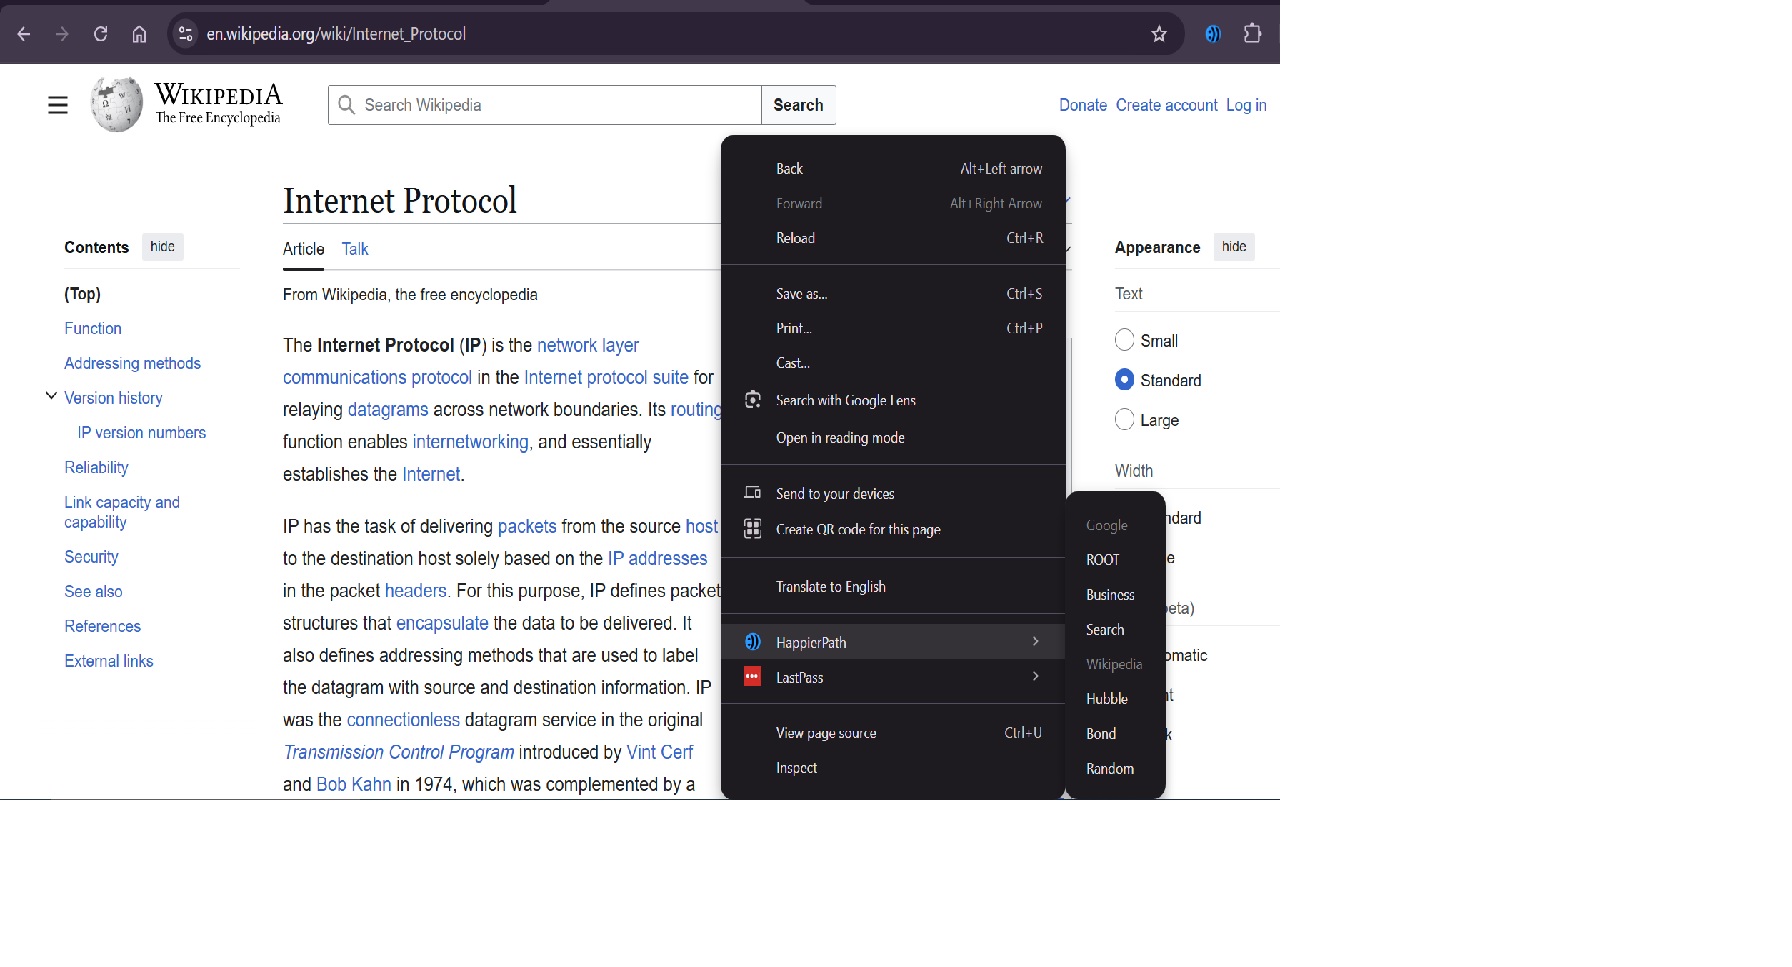 en.wikipedia.org/wiki/Internet_Protocol
WIKIPEDIA
The Free Encyclopedia
Search Wikipedia
Search
Donate Create account Log in
Internet Protocol
Contents hide
(Top)
Function
Addressing methods
Version history
IP version numbers
Reliability
Link capacity and
capability
Security
See also
References
External links
Article Talk
From Wikipedia, the free encyclopedia
The Internet Protocol (IP) is the network layer
communications protocol in the Internet protocol suite for
relaying datagrams across network boundaries. Its routing
function enables internetworking, and essentially
establishes the Internet.
IP has the task of delivering packets from the source host
to the destination host solely based on the IP addresses
in the packet headers. For this purpose, IP defines packet
structures that encapsulate the data to be delivered. It
also defines addressing methods that are used to label
the datagram with source and destination information. IP
was the connectionless datagram service in the original
Transmission Control Program introduced by Vint Cerf
and Bob Kahn in 1974, which was complemented by a
Back Alt+Left arrow
Forward Alt+Right Arrow
Reload Ctrl+R
Save as... Ctrl+S
Print... Ctrl+P
Cast...
Search with Google Lens
Open in reading mode
Send to your devices
Create QR code for this page
Translate to English
HappierPath
LastPass
View page source Ctrl+U
Inspect
Google
ROOT
Business
Search
Wikipedia
Hubble
Bond
Random
Appearance hide
Text
Small
Standard
Large
Width
ndard
e
eta)
omatic
nt
k